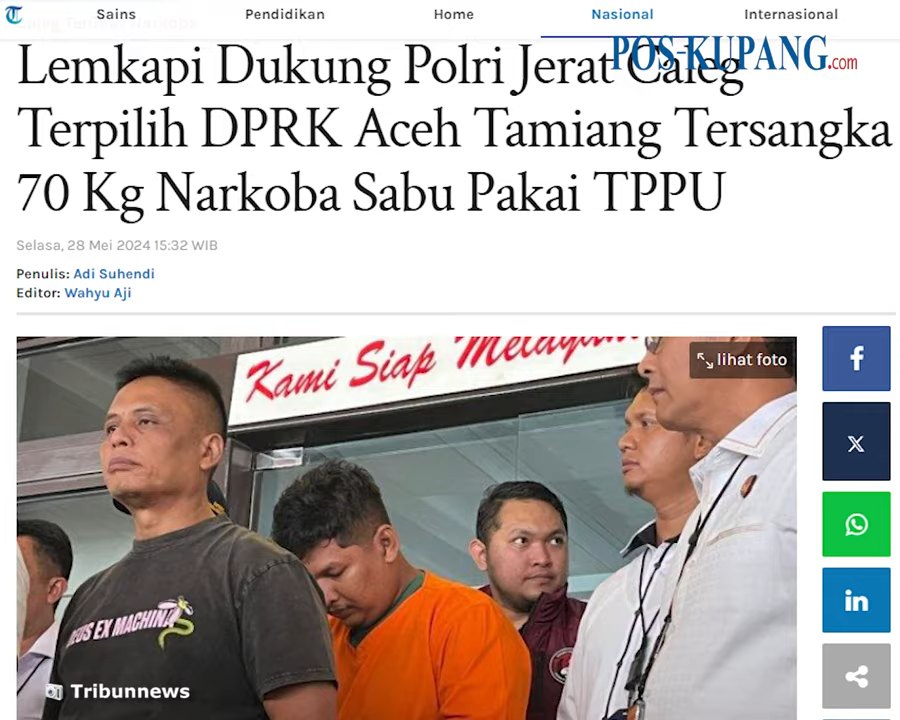 Sains Pendidikan Home Nasional Internasional
POS-KUPANG.com
Lemkapi Dukung Polri Jerat Caleg
Terpilih DPRK Aceh Tamiang Tersangka
70 Kg Narkoba Sabu Pakai TPPU
Selasa, 28 Mei 2024 15:32 WIB
Penulis: Adi Suhendi
Editor: Wahyu Aji
Kami Siap
lihat foto
DEUS EX MACHINA
Tribunnews